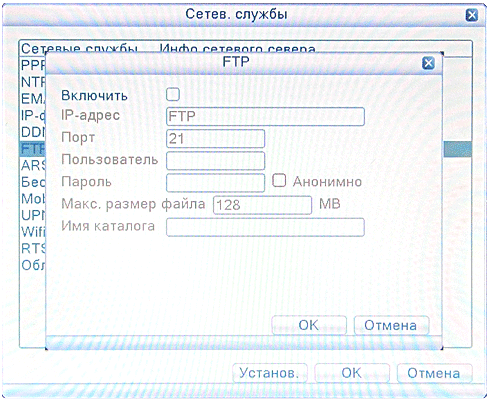 Сетев. службы
Сетевые службы Инфо сетевого севера
FTP
Включить
IP-адрес FTP
Порт 21
Пользователь
Пароль Анонимно
Макс. размер файла 128 MB
Имя каталога
OK Отмена
PPP
NTP
EMA
IP-ф
DDN
FTP
ARS
Бес
Mob
UPN
Wifi
RTS
Обл
Установ. OK Отмена